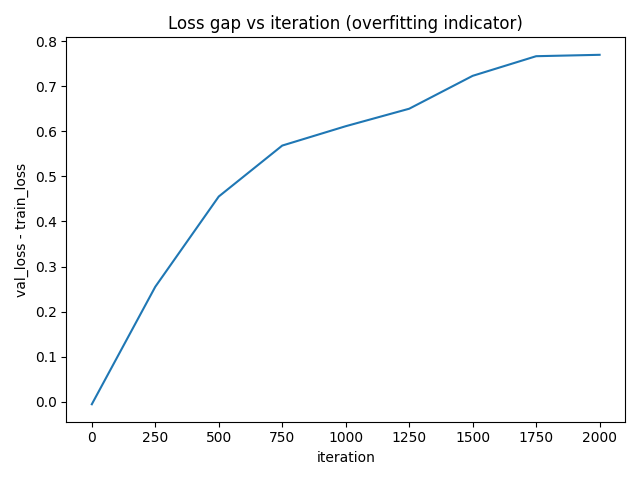 Loss gap vs iteration (overfitting indicator)
val_loss - train_loss
0.8
0.7
0.6
0.5
0.4
0.3
0.2
0.1
0.0
0 250 500 750 1000 1250 1500 1750 2000
iteration